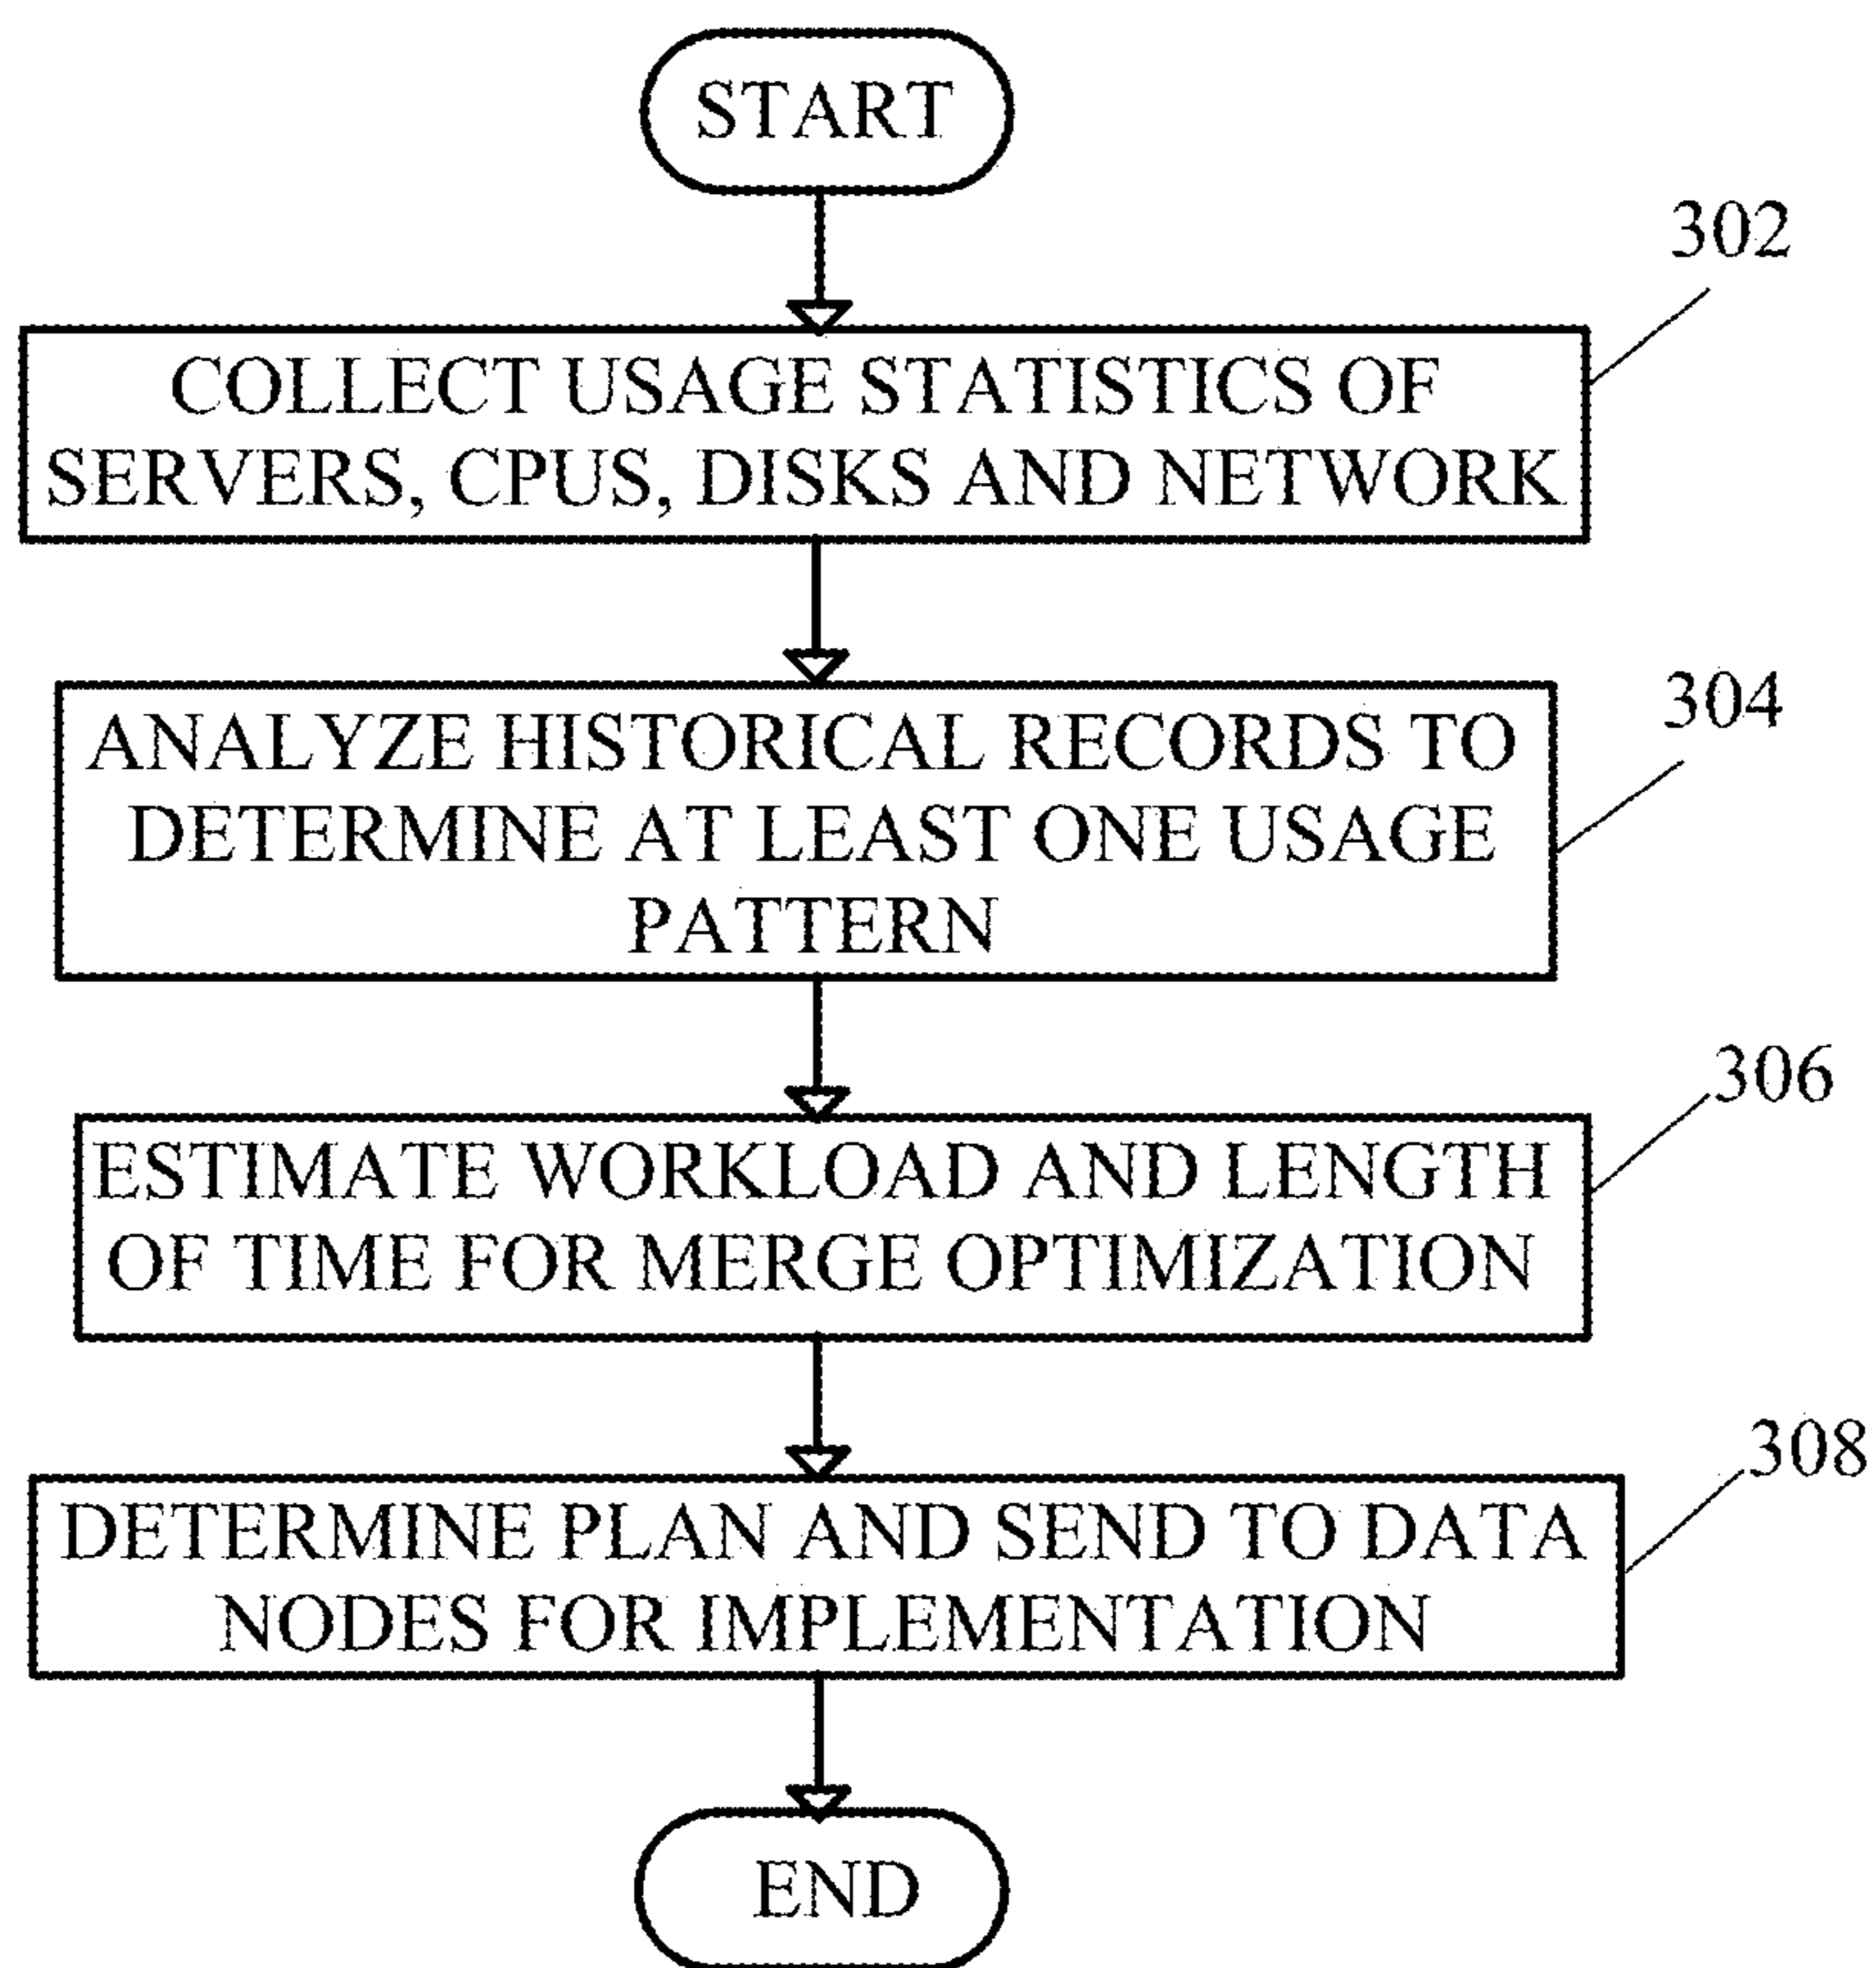 START
302
COLLECT USAGE STATISTICS OF
SERVERS, CPUS, DISKS AND NETWORK
304
ANALYZE HISTORICAL RECORDS TO
DETERMINE AT LEAST ONE USAGE
PATTERN
306
ESTIMATE WORKLOAD AND LENGTH
OF TIME FOR MERGE OPTIMIZATION
308
DETERMINE PLAN AND SEND TO DATA
NODES FOR IMPLEMENTATION
END